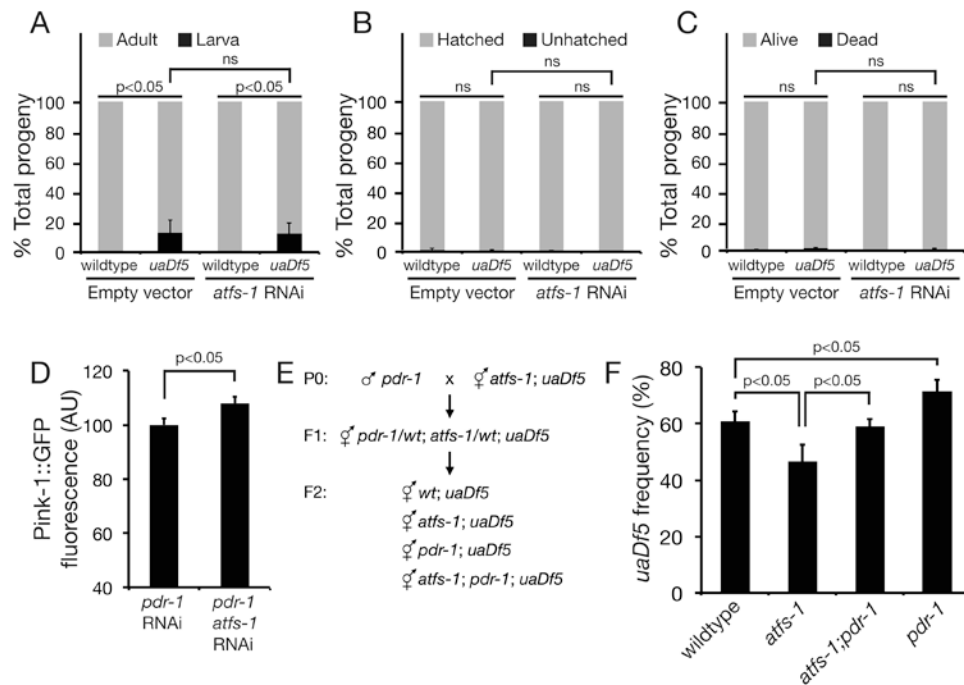 A
Adult Larva
ns
p<0.05 p<0.05
% Total progeny
100
80
60
40
20
0
wildtype uaDf5 wildtype uaDf5
Empty vector atfs-1 RNAi
B
Hatched Unhatched
ns
ns ns
% Total progeny
100
80
60
40
20
0
wildtype uaDf5 wildtype uaDf5
Empty vector atfs-1 RNAi
C
Alive Dead
ns
ns ns
% Total progeny
100
80
60
40
20
0
wildtype uaDf5 wildtype uaDf5
Empty vector atfs-1 RNAi
D
p<0.05
Pink-1::GFP
fluorescence (AU)
120
100
80
60
40
pdr-1
RNAi
pdr-1
atfs-1
RNAi
E
P0: ♂ pdr-1 x ⚥ atfs-1; uaDf5
F1: ⚥ pdr-1/wt; atfs-1/wt; uaDf5
F2: ⚥ wt; uaDf5
⚥ atfs-1; uaDf5
⚥ pdr-1; uaDf5
⚥ atfs-1; pdr-1; uaDf5
F
p<0.05
p<0.05 p<0.05
uaDf5 frequency (%)
80
60
40
20
0
wildtype
atfs-1
atfs-1;pdr-1
pdr-1